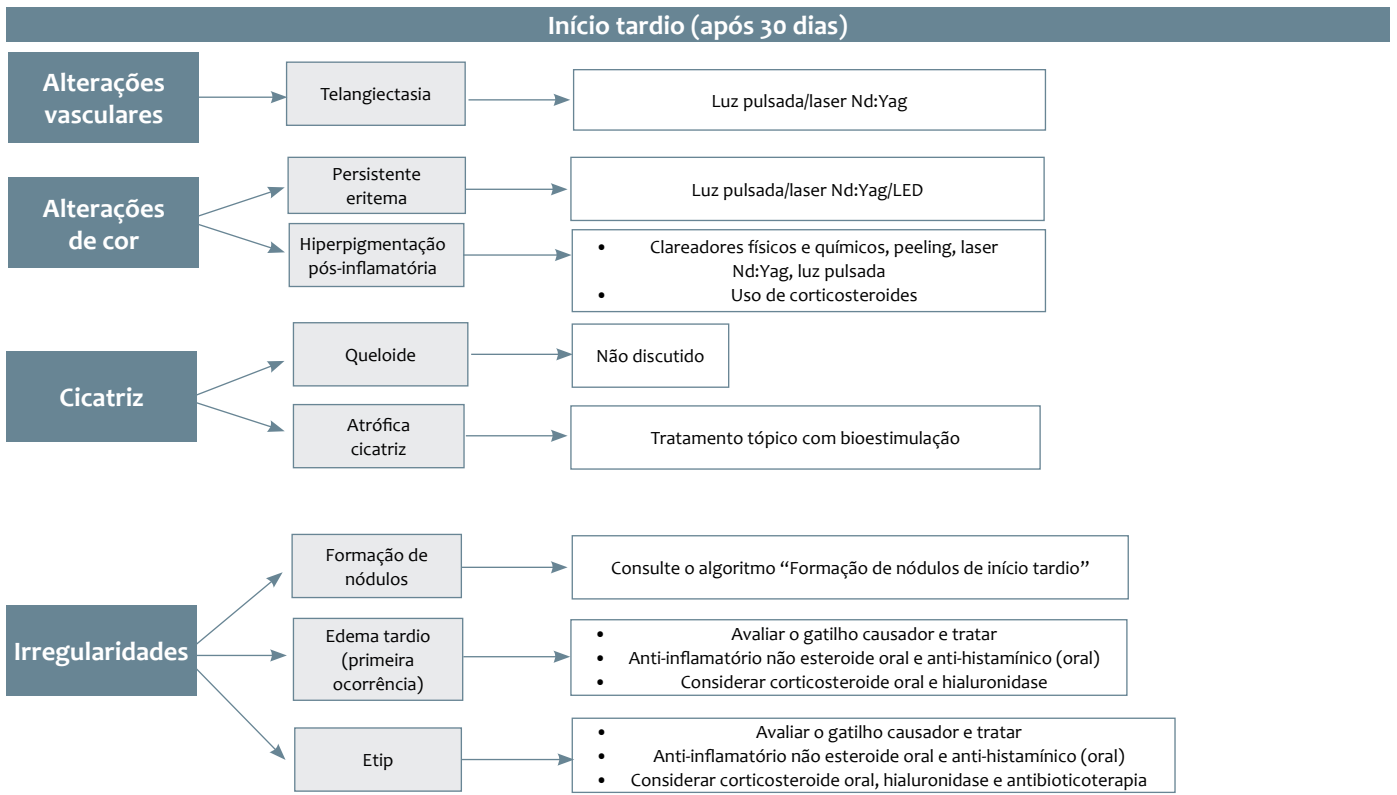 Início tardio (após 30 dias)
Alterações
vasculares
Telangiectasia
Luz pulsada/laser Nd:Yag
Alterações
de cor
Persistente
eritema
Luz pulsada/laser Nd:Yag/LED
Hiperpigmentação
pós-inflamatória
• Clareadores físicos e químicos, peeling, laser
Nd:Yag, luz pulsada
• Uso de corticosteroides
Cicatriz
Queloide
Não discutido
Atrófica
cicatriz
Tratamento tópico com bioestimulação
Irregularidades
Formação de
nódulos
Consulte o algoritmo “Formação de nódulos de início tardio”
Edema tardio
(primeira
ocorrência)
• Avaliar o gatilho causador e tratar
• Anti-inflamatório não esteroide oral e anti-histamínico (oral)
• Considerar corticosteroide oral e hialuronidase
Etip
• Avaliar o gatilho causador e tratar
• Anti-inflamatório não esteroide oral e anti-histamínico (oral)
• Considerar corticosteroide oral, hialuronidase e antibioticoterapia